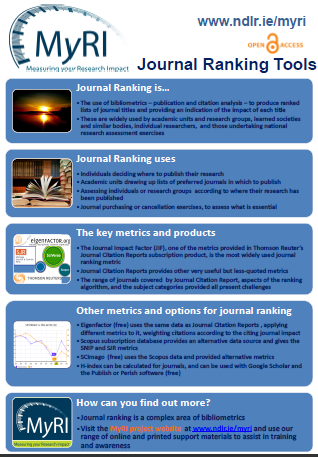 www.ndlr.ie/myri
MyRI
Measuring your Research Impact
OPEN ACCESS
Journal Ranking Tools
Journal Ranking is...
• The use of bibliometrics – publication and citation analysis – to produce ranked
lists of journal titles and providing an indication of the impact of each title
• These are widely used by academic units and research groups, learned societies
and similar bodies, individual researchers, and those undertaking national
research assessment exercises
Journal Ranking uses
• Individuals deciding where to publish their research
• Academic units drawing up lists of preferred journals in which to publish
• Assessing individuals or research groups according to where their research has
been published
• Journal purchasing or cancellation exercises, to assess what is essential
The key metrics and products
eigenFACTOR.org
SciVerse
THOMSON REUTERS
• The Journal Impact Factor (JIF), one of the metrics provided in Thomson Reuter's
Journal Citation Reports subscription product, is the most widely used journal
ranking metric
• Journal Citation Reports provides other very useful but less-quoted metrics
• The range of journals covered by Journal Citation Report, aspects of the ranking
algorithm, and the subject categories provided all present challenges
Other metrics and options for journal ranking
• Eigenfactor (free) uses the same data as Journal Citation Reports , applying
different metrics to it, weighting citations according to the citing journal impact
• Scopus subscription database provides an alternative data source and gives the
SNIP and SJR metrics
• SCImago (free) uses the Scopus data and provided alternative metrics
• H-index can be calculated for journals, and can be used with Google Scholar and
the Publish or Perish software (free)
How can you find out more?
MyRI
Measuring your Research Impact
• Journal ranking is a complex area of bibliometrics
• Visit the MyRI project website at www.ndlr.ie/myri and use our
range of online and printed support materials to assist in training
and awareness